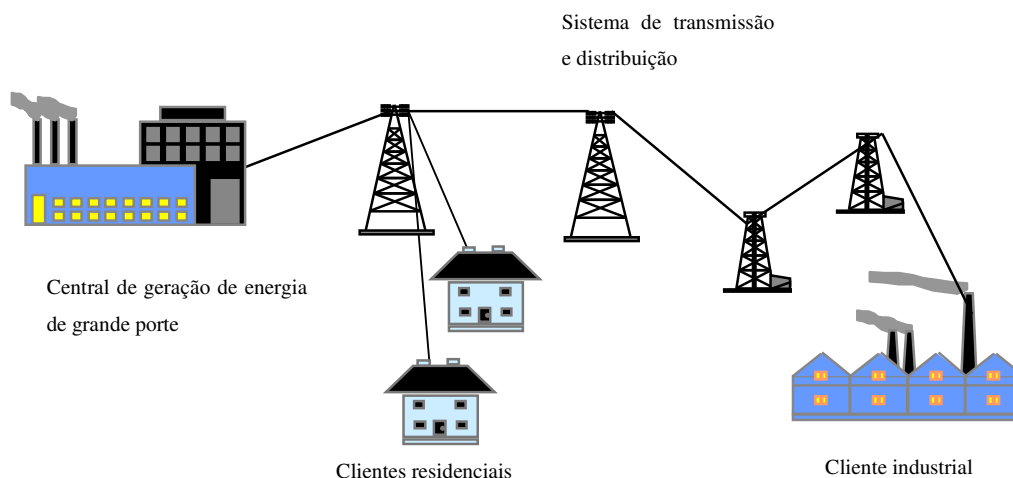 Sistema de transmissão
e distribuição
Central de geração de energia
de grande porte
Clientes residenciais
Cliente industrial